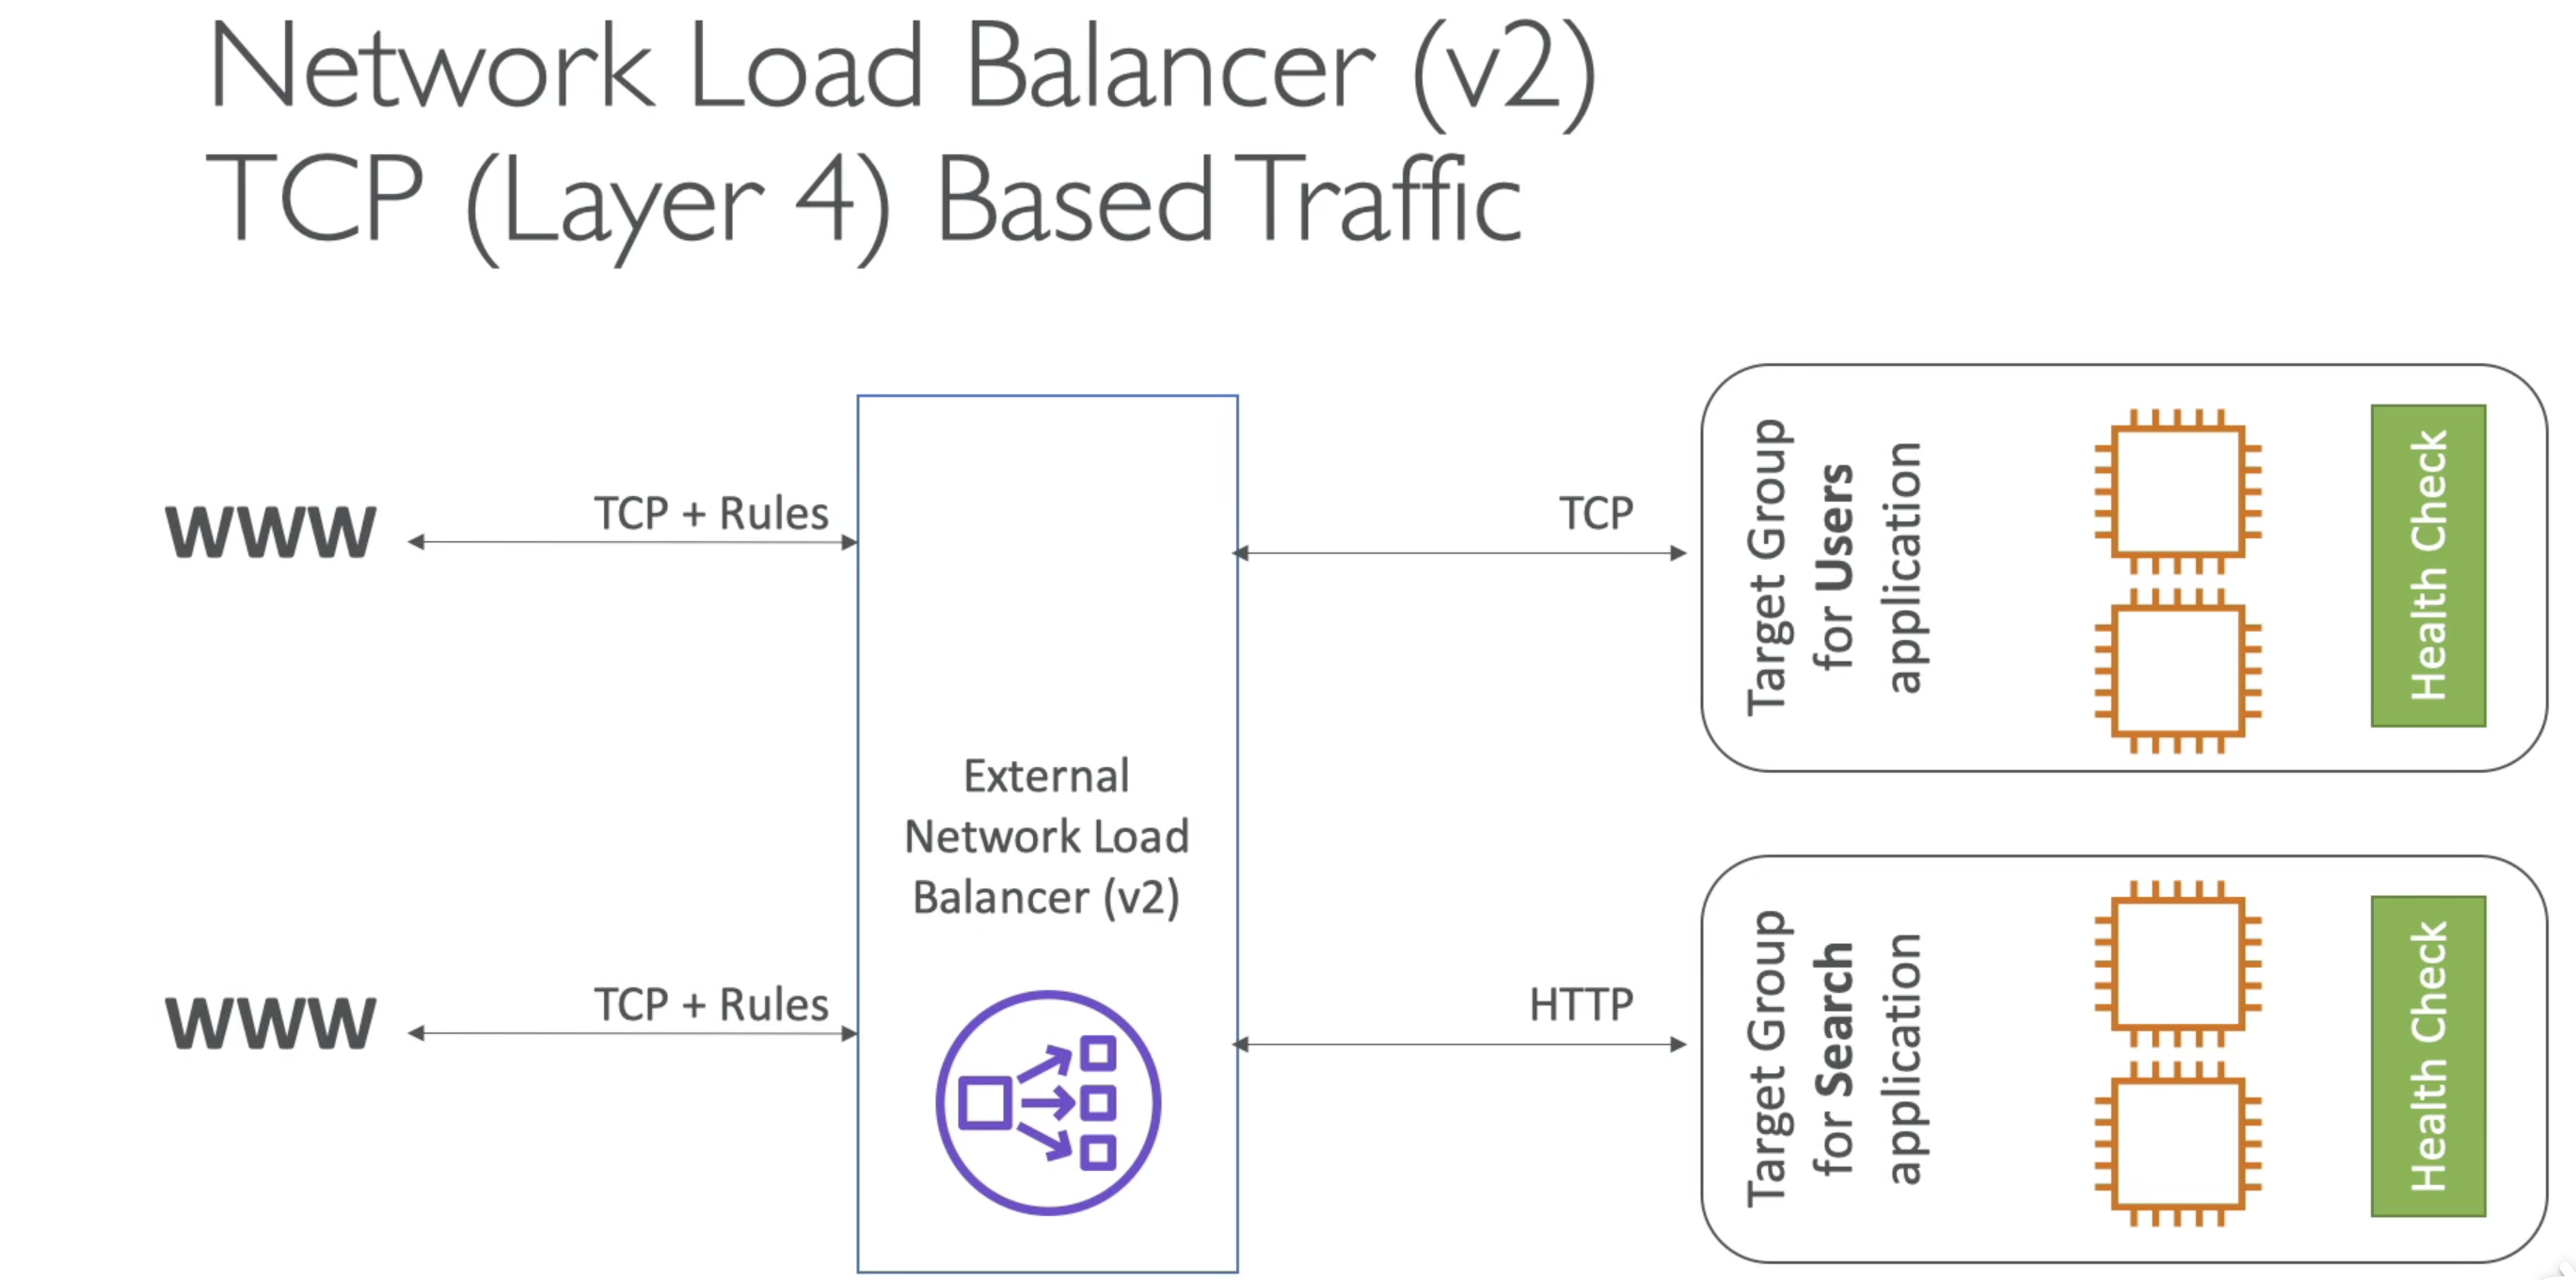 Network Load Balancer (v2)
TCP (Layer 4) Based Traffic
WWW
TCP + Rules
TCP
Target Group
for Users
application
Health Check
External
Network Load
Balancer (v2)
WWW
TCP + Rules
HTTP
Target Group
for Search
application
Health Check